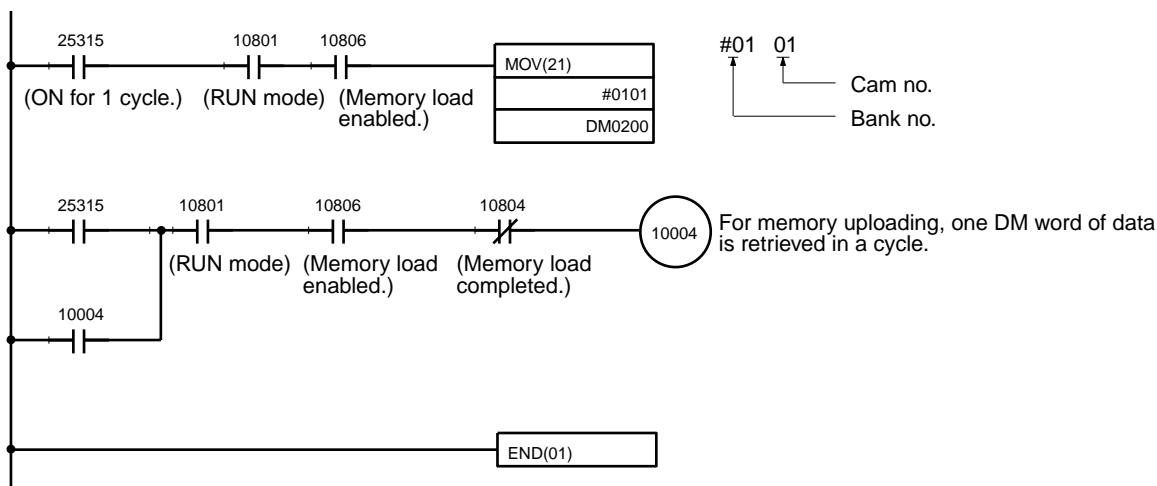 25315 10801 10806
MOV(21)
#0101
DM0200
(ON for 1 cycle.) (RUN mode) (Memory load
enabled.)
#01 01
Cam no.
Bank no.
25315 10801 10806 10804
10004
(RUN mode) (Memory load
enabled.)
(Memory load
completed.)
For memory uploading, one DM word of data
is retrieved in a cycle.
10004
END(01)